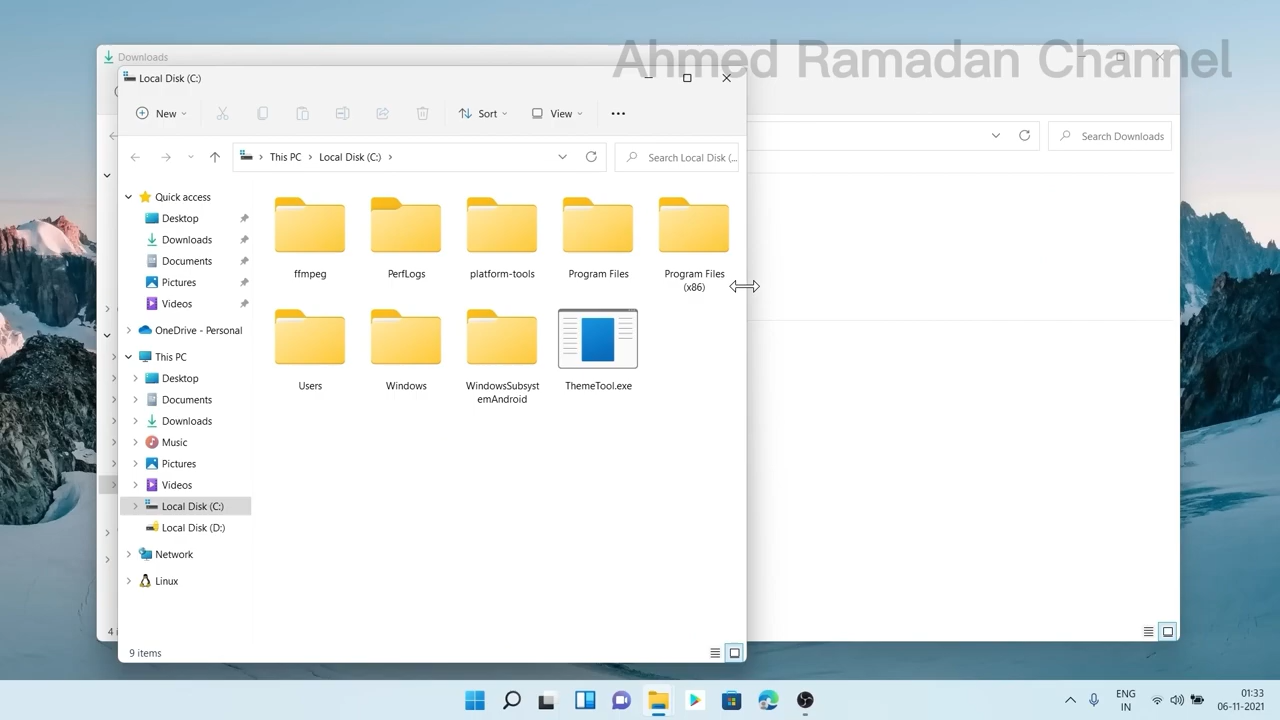 Ahmed Ramadan Channel
Downloads
Local Disk (C:)
New
Sort
View
This PC
Local Disk (C:)
Search Local Disk (...
Search Downloads
Quick access
Desktop
Downloads
Documents
Pictures
Videos
OneDrive - Personal
This PC
Desktop
Documents
Downloads
Music
Pictures
Videos
Local Disk (C:)
Local Disk (D:)
Network
Linux
ffmpeg
PerfLogs
platform-tools
Program Files
Program Files
(x86)
Users
Windows
WindowsSubsyst
emAndroid
ThemeTool.exe
9 items
4 i
ENG
IN
01:33
06-11-2021